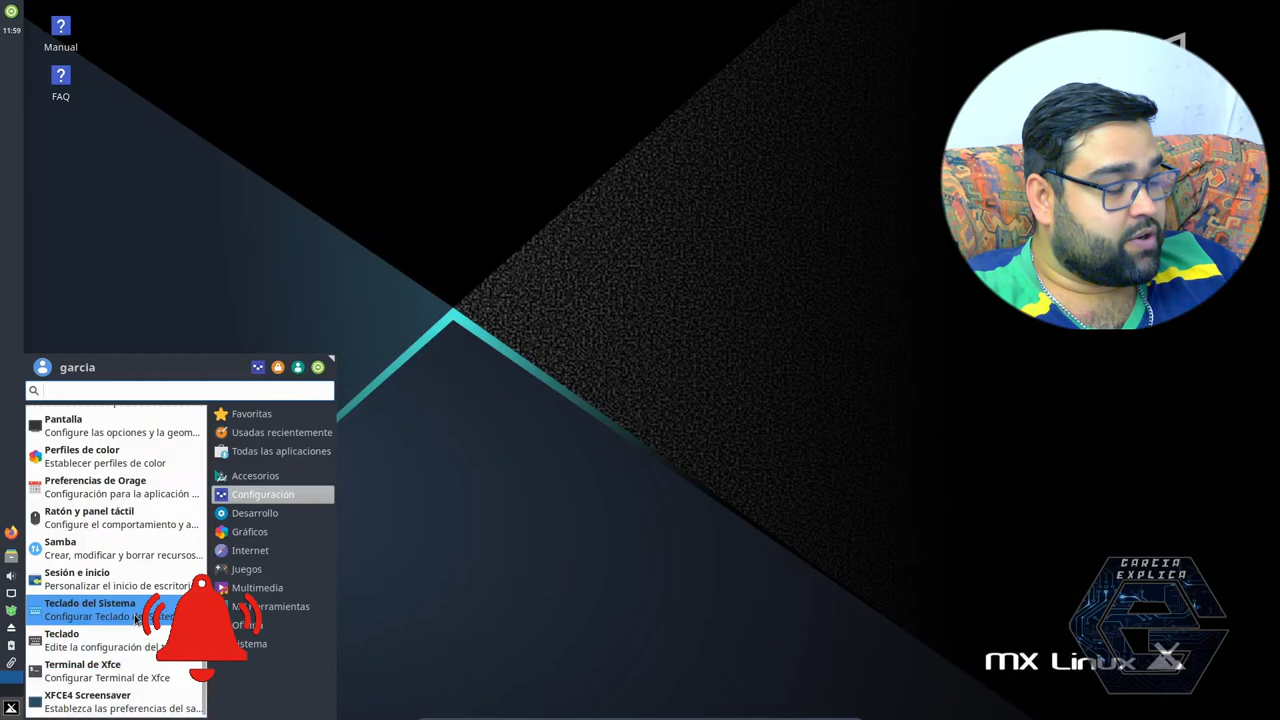 11:59
Manual
FAQ
garcia
Pantalla
Configure las opciones y la geom...
Perfiles de color
Establecer perfiles de color
Preferencias de Orage
Configuración para la aplicación ...
Ratón y panel táctil
Configure el comportamiento y a...
Samba
Crear, modificar y borrar recursos...
Sesión e inicio
Personalizar el inicio de escritori
Teclado del Sistema
Configurar Teclado
Teclado
Edite la configuración del
Terminal de Xfce
Configurar Terminal de Xfce
XFCE4 Screensaver
Establezca las preferencias del sa...
Favoritas
Usadas recientemente
Todas las aplicaciones
Accesorios
Configuración
Desarrollo
Gráficos
Internet
Juegos
Multimedia
GARCIA
EXPLICA
MX Linux